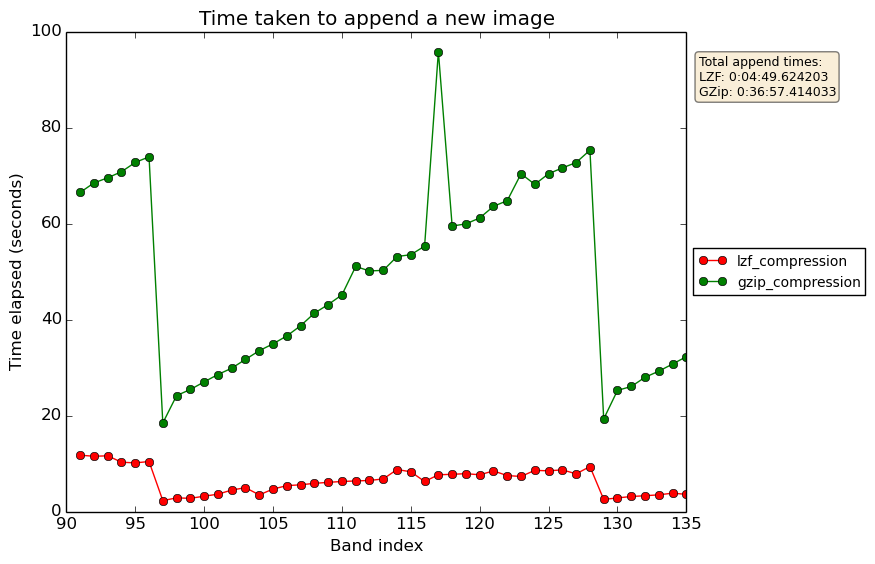 Time taken to append a new image
100
80
60
40
20
0
Time elapsed (seconds)
90 95 100 105 110 115 120 125 130 135
Band index
Total append times:
LZF: 0:04:49.624203
GZip: 0:36:57.414033
lzf_compression
gzip_compression